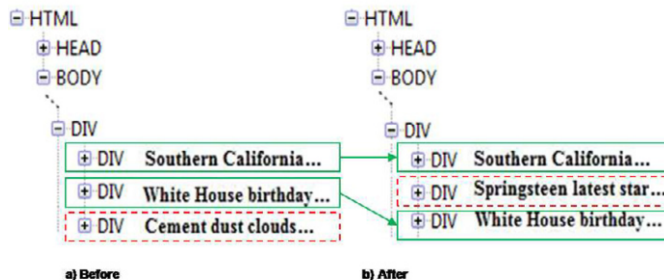 HTML
HEAD
BODY
DIV
DIV Southern California...
DIV White House birthday...
DIV Cement dust clouds...
a) Before
HTML
HEAD
BODY
DIV
DIV Southern California...
DIV Springsteen latest star...
DIV White House birthday...
b) After